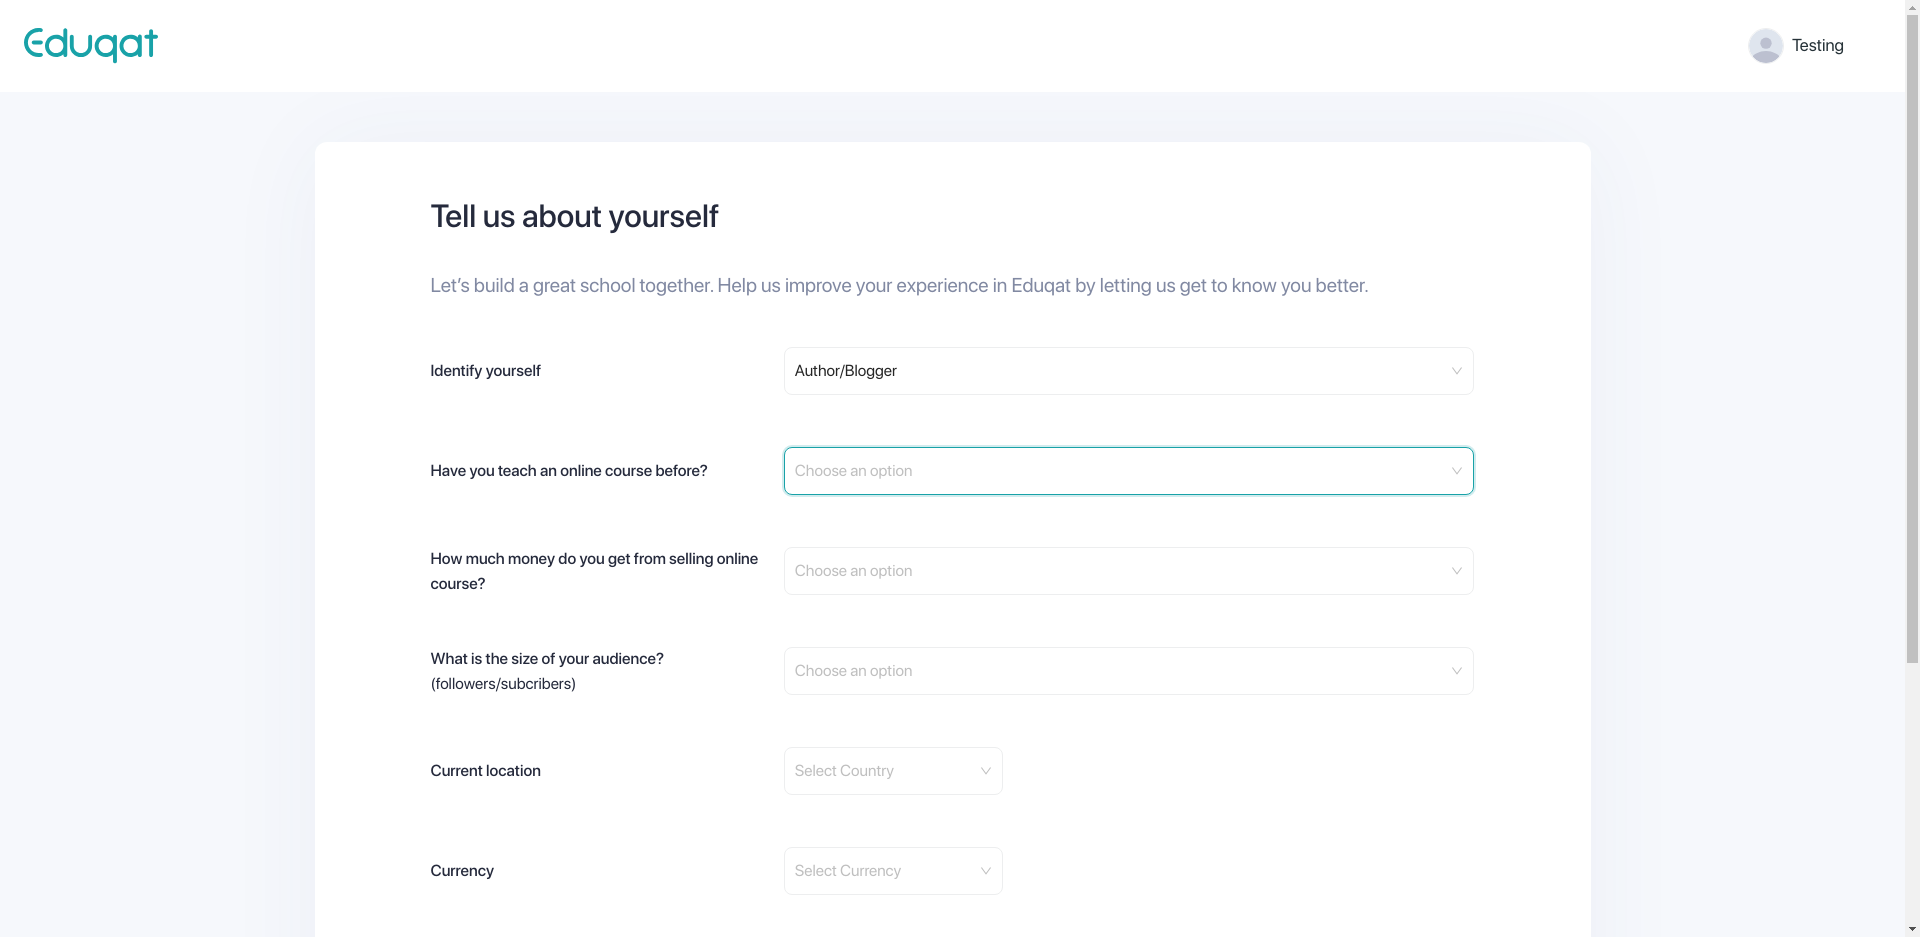 Eduqat
Testing
Tell us about yourself
Let's build a great school together. Help us improve your experience in Eduqat by letting us get to know you better.
Identify yourself
Author/Blogger
Have you teach an online course before?
Choose an option
How much money do you get from selling online
course?
Choose an option
What is the size of your audience?
(followers/subcribers)
Choose an option
Current location
Select Country
Currency
Select Currency